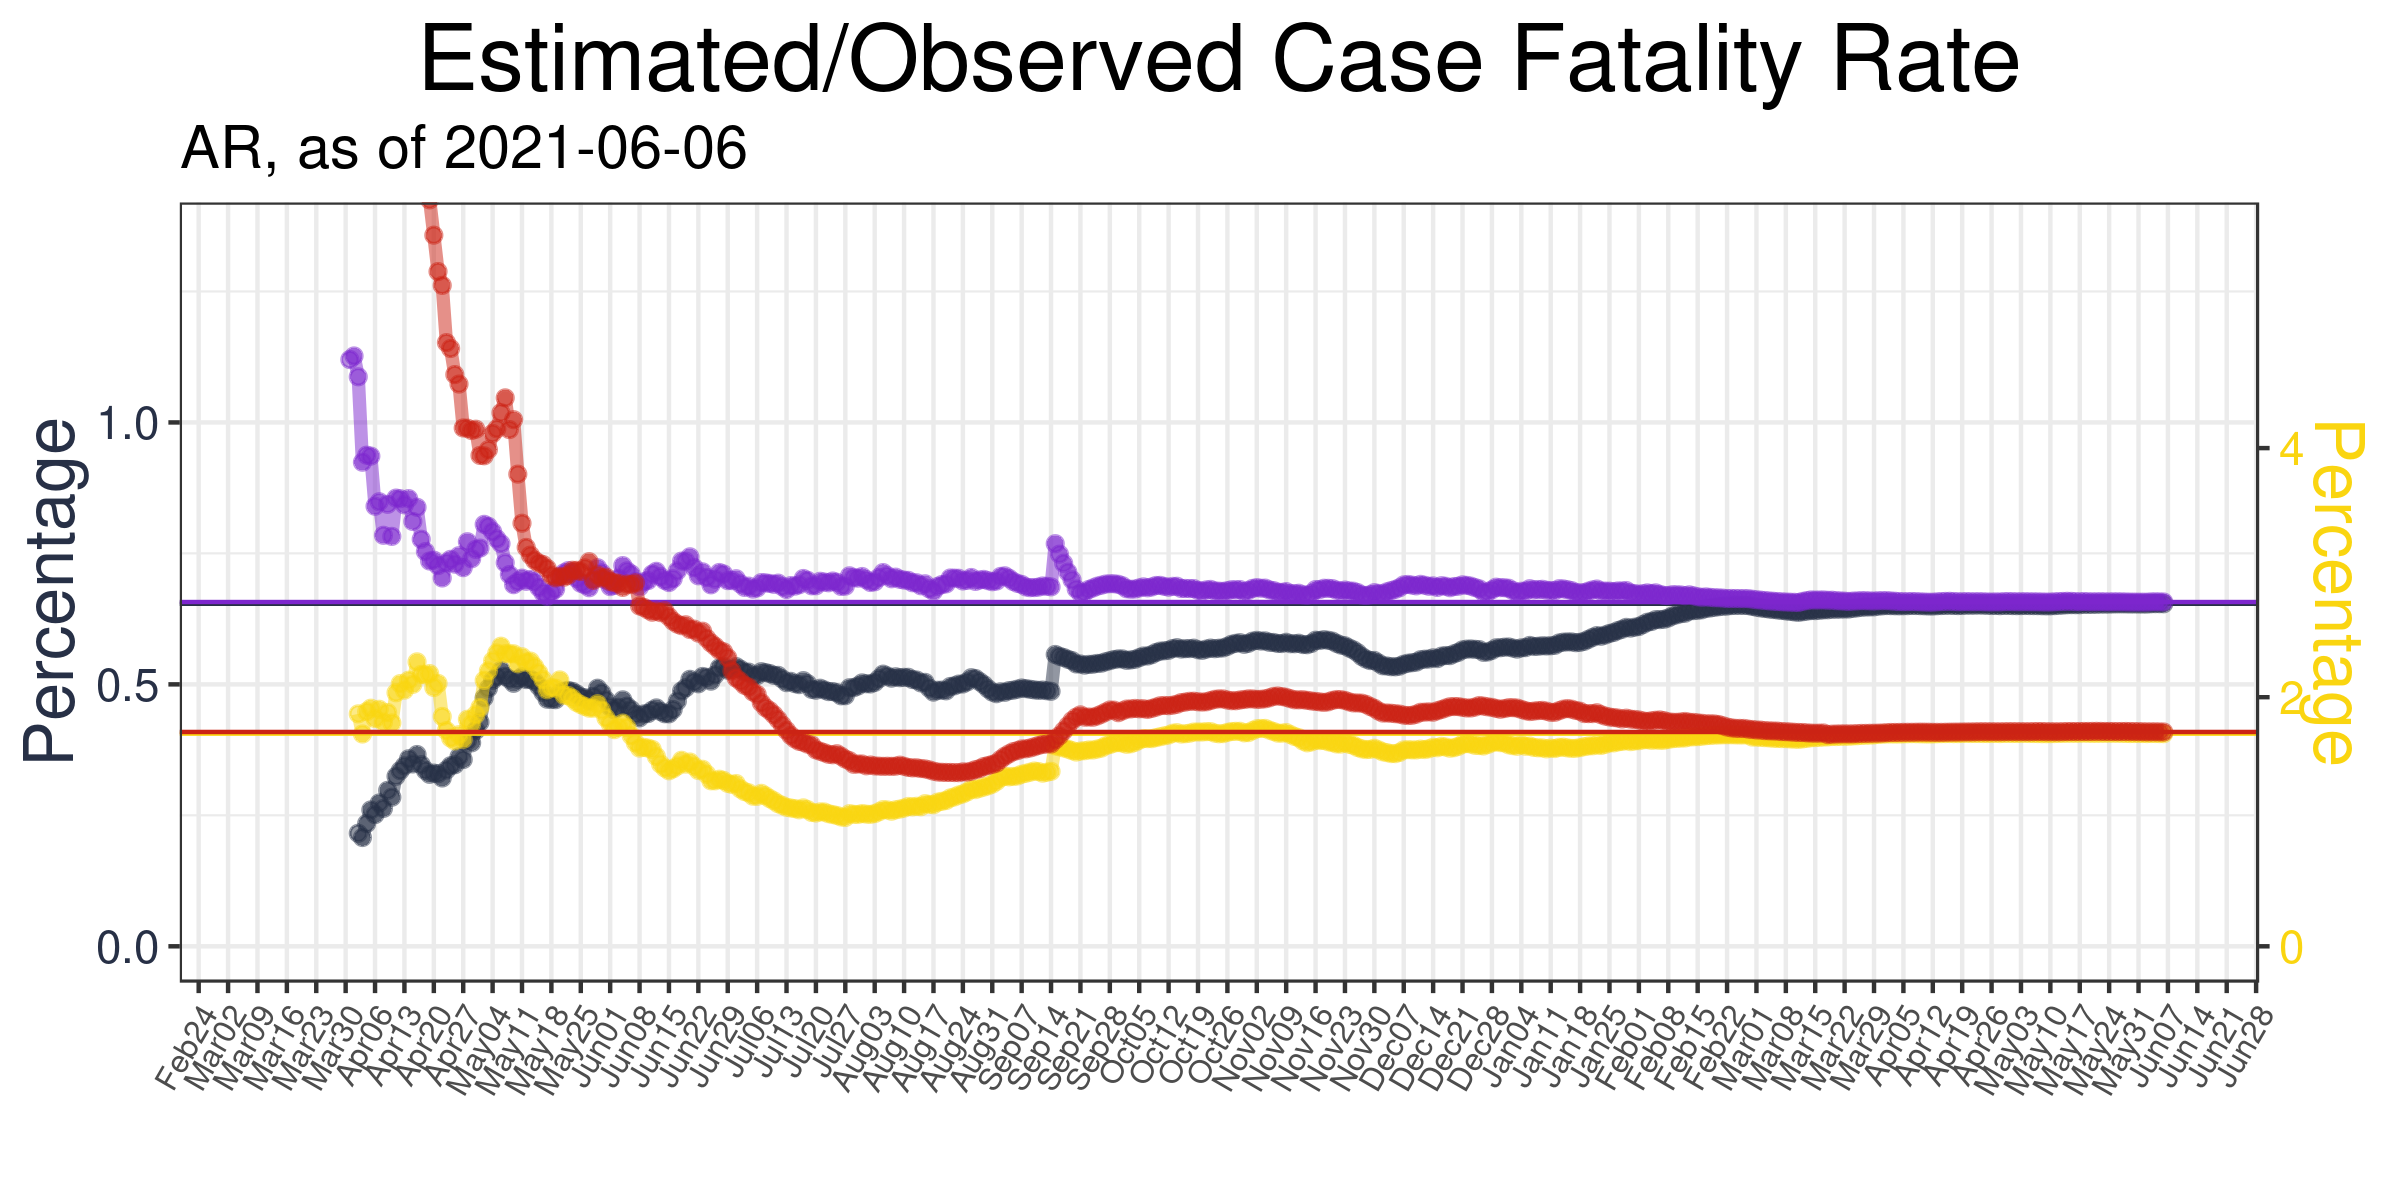 Estimated/Observed Case Fatality Rate
AR, as of 2021-06-06
Percentage
1.0
0.5
0.0
4
2
0
Percentage
Feb24
Mar02
Mar09
Mar16
Mar23
Mar30
Apr06
Apr13
Apr20
Apr27
May04
May11
May18
May25
Jun01
Jun08
Jun15
Jun22
Jun29
Jul06
Jul13
Jul20
Jul27
Aug03
Aug10
Aug17
Aug24
Aug31
Sep07
Sep14
Sep21
Sep28
Oct05
Oct12
Oct19
Oct26
Nov02
Nov09
Nov16
Nov23
Nov30
Dec07
Dec14
Dec21
Dec28
Jan04
Jan11
Jan18
Jan25
Feb01
Feb08
Feb15
Feb22
Mar01
Mar08
Mar15
Mar22
Mar29
Apr05
Apr12
Apr19
Apr26
May03
May10
May17
May24
May31
Jun07
Jun14
Jun21
Jun28